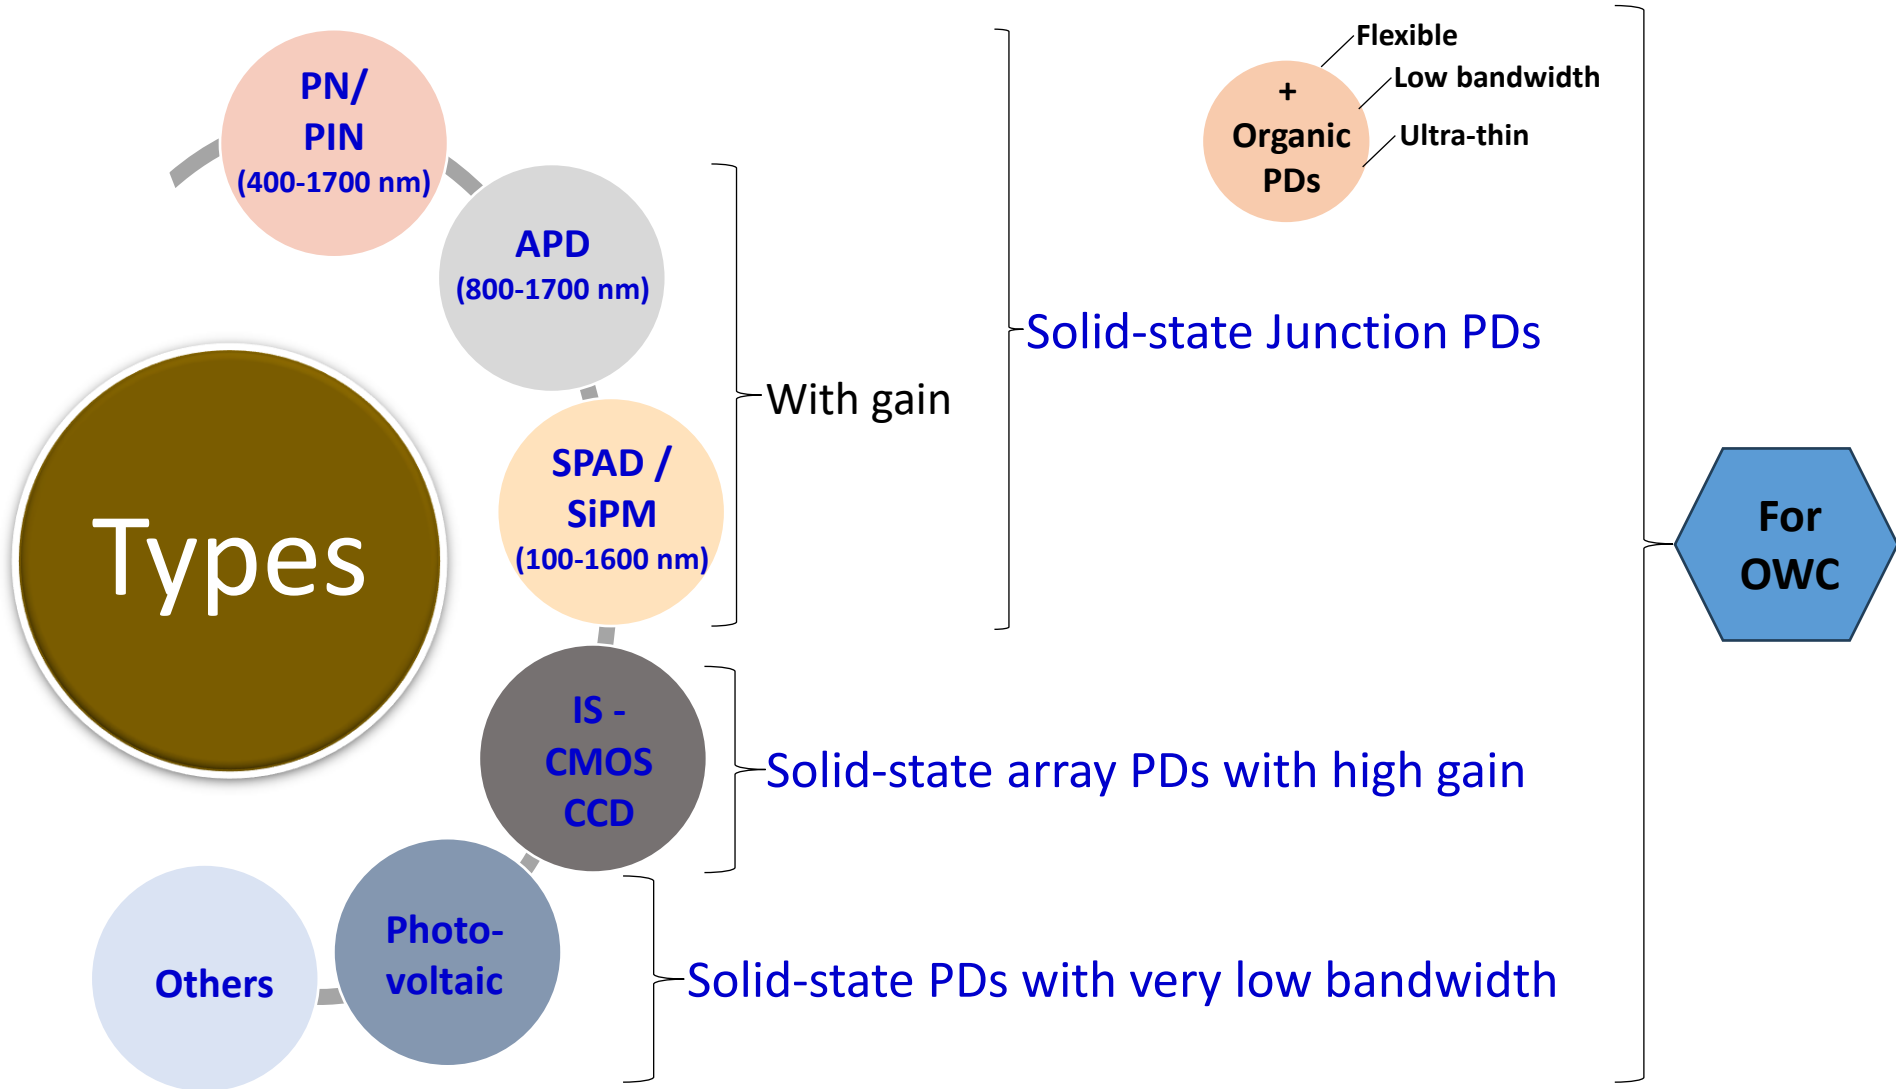 PN/
PIN
(400-1700 nm)
APD
(800-1700 nm)
SPAD /
SiPM
(100-1600 nm)
IS -
CMOS
CCD
Photo-
voltaic
Others
Types
With gain
Solid-state Junction PDs
Solid-state array PDs with high gain
Solid-state PDs with very low bandwidth
+
Organic
PDs
Flexible
Low bandwidth
Ultra-thin
For
OWC